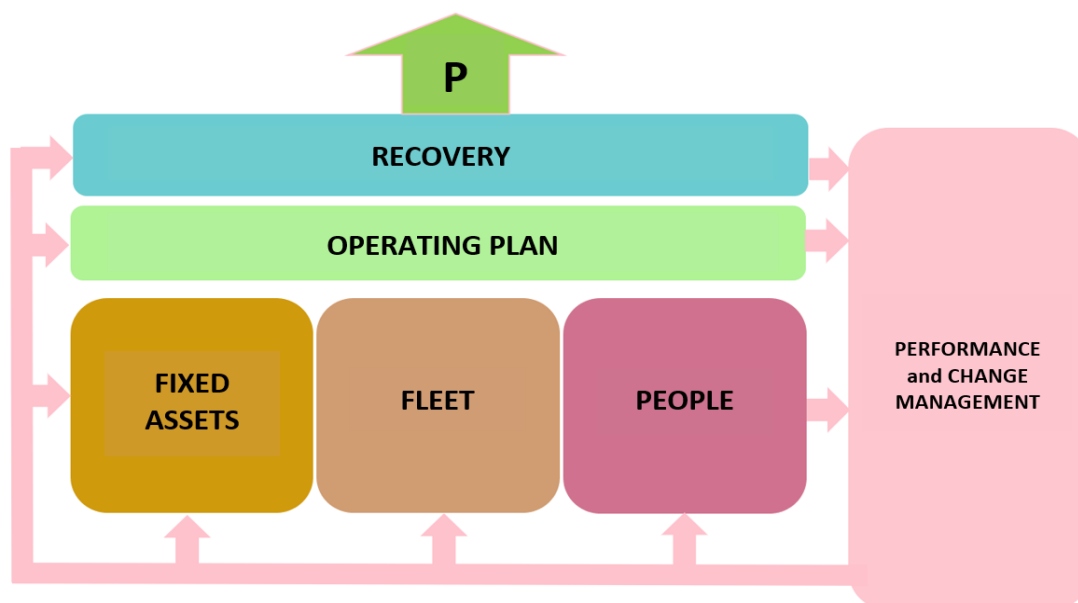 P
RECOVERY
OPERATING PLAN
FIXED
ASSETS
FLEET
PEOPLE
PERFORMANCE
and CHANGE
MANAGEMENT